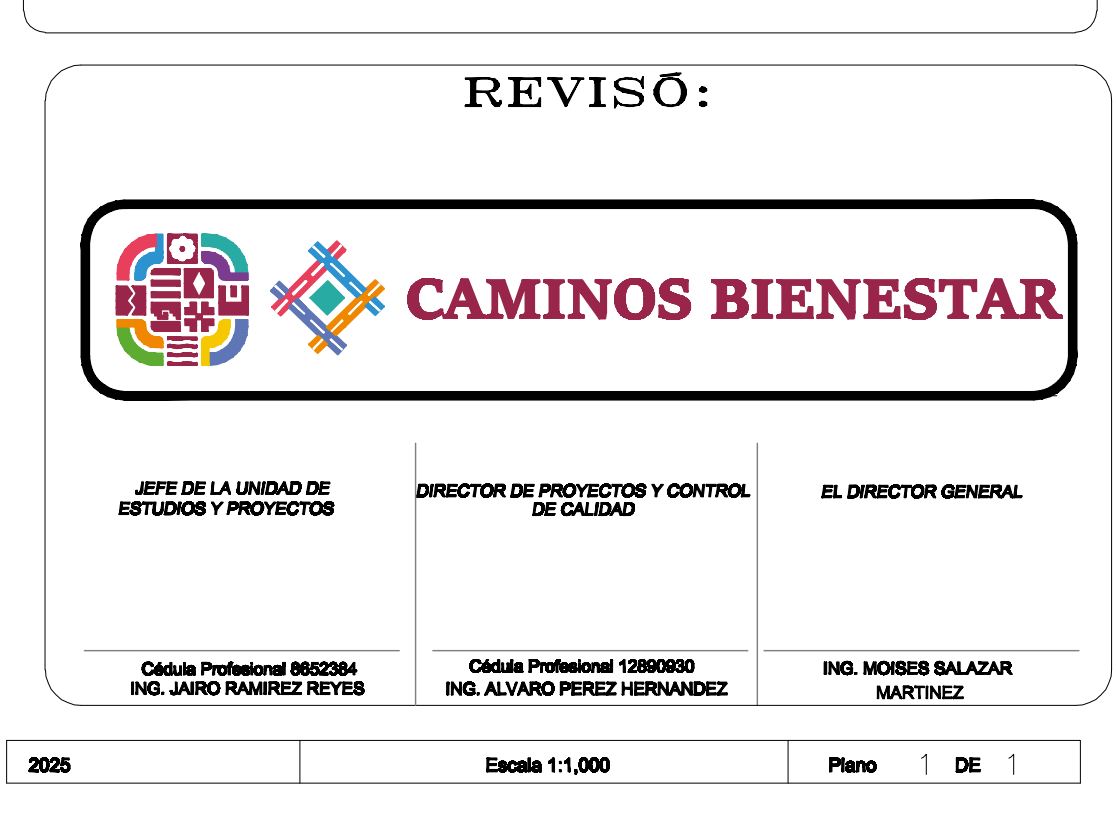 REVISÓ:
CAMINOS BIENESTAR
JEFE DE LA UNIDAD DE
ESTUDIOS Y PROYECTOS
DIRECTOR DE PROYECTOS Y CONTROL
DE CALIDAD
EL DIRECTOR GENERAL
Cédula Profesional 8652384
ING. JAIRO RAMIREZ REYES
Cédula Profesional 12890930
ING. ALVARO PEREZ HERNANDEZ
ING. MOISES SALAZAR
MARTINEZ
2025
Escala 1:1,000
Plano 1 DE 1